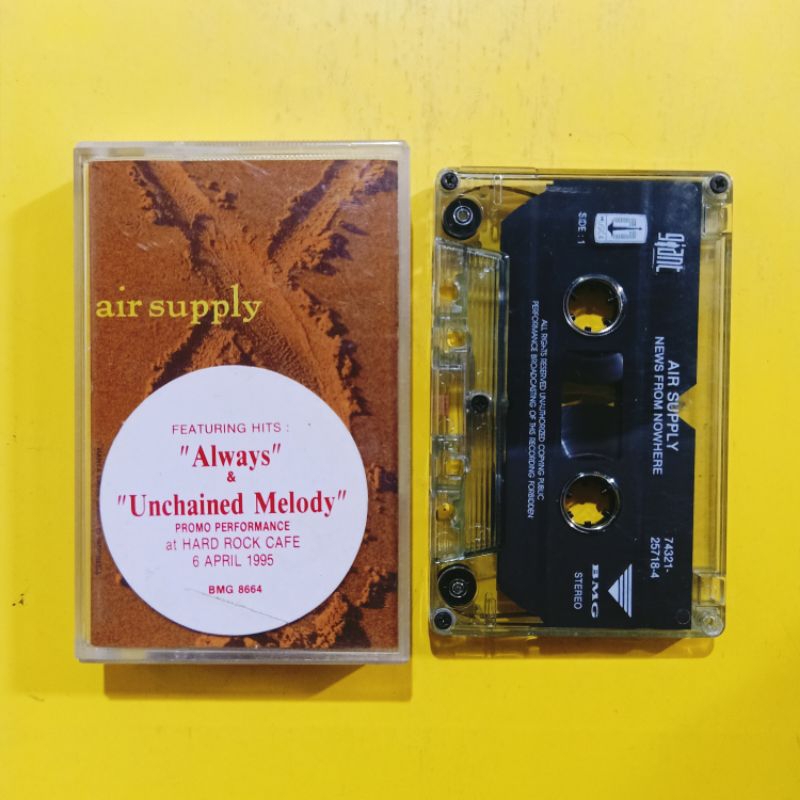 air supply
FEATURING HITS :
"Always"
&
"Unchained Melody"
PROMO PERFORMANCE
at HARD ROCK CAFE
6 APRIL 1995
BMG 8664
giant
SIDE : 1
AIR SUPPLY
NEWS FROM NOWHERE
ALL RIGHTS RESERVED UNAUTHORIZED COPYING PUBLIC
PERFORMANCE BROADCASTING OF THIS RECORDING FORBIDDEN
74321-
25718-4
BMG
STEREO